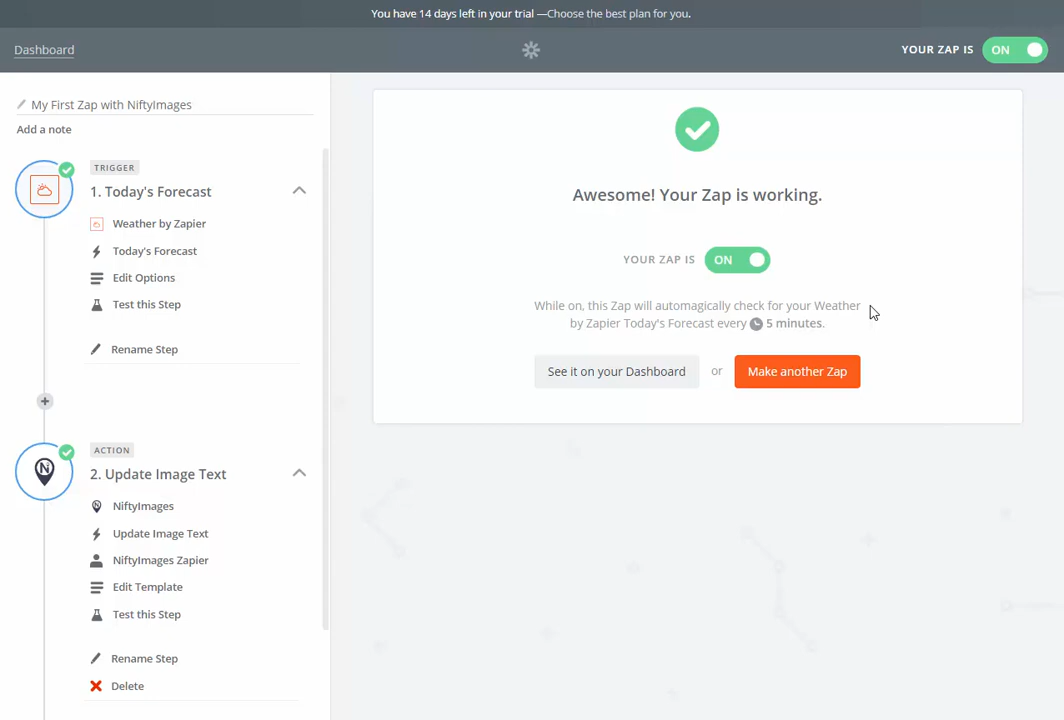 You have 14 days left in your trial —Choose the best plan for you.
Dashboard
YOUR ZAP IS ON
My First Zap with NiftyImages
Add a note
TRIGGER
1. Today's Forecast
Weather by Zapier
Today's Forecast
Edit Options
Test this Step
Rename Step
ACTION
2. Update Image Text
NiftyImages
Update Image Text
NiftyImages Zapier
Edit Template
Test this Step
Rename Step
Delete
Awesome! Your Zap is working.
YOUR ZAP IS ON
While on, this Zap will automagically check for your Weather
by Zapier Today's Forecast every 5 minutes.
See it on your Dashboard or Make another Zap